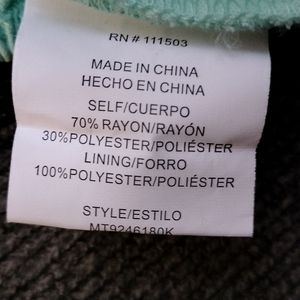 RN # 111503
MADE IN CHINA
HECHO EN CHINA
SELF/CUERPO
70% RAYON/RAYÓN
30%POLYESTER/POLIÉSTER
LINING/FORRO
100%POLYESTER/POLIÉSTER
STYLE/ESTILO
MT9246180K